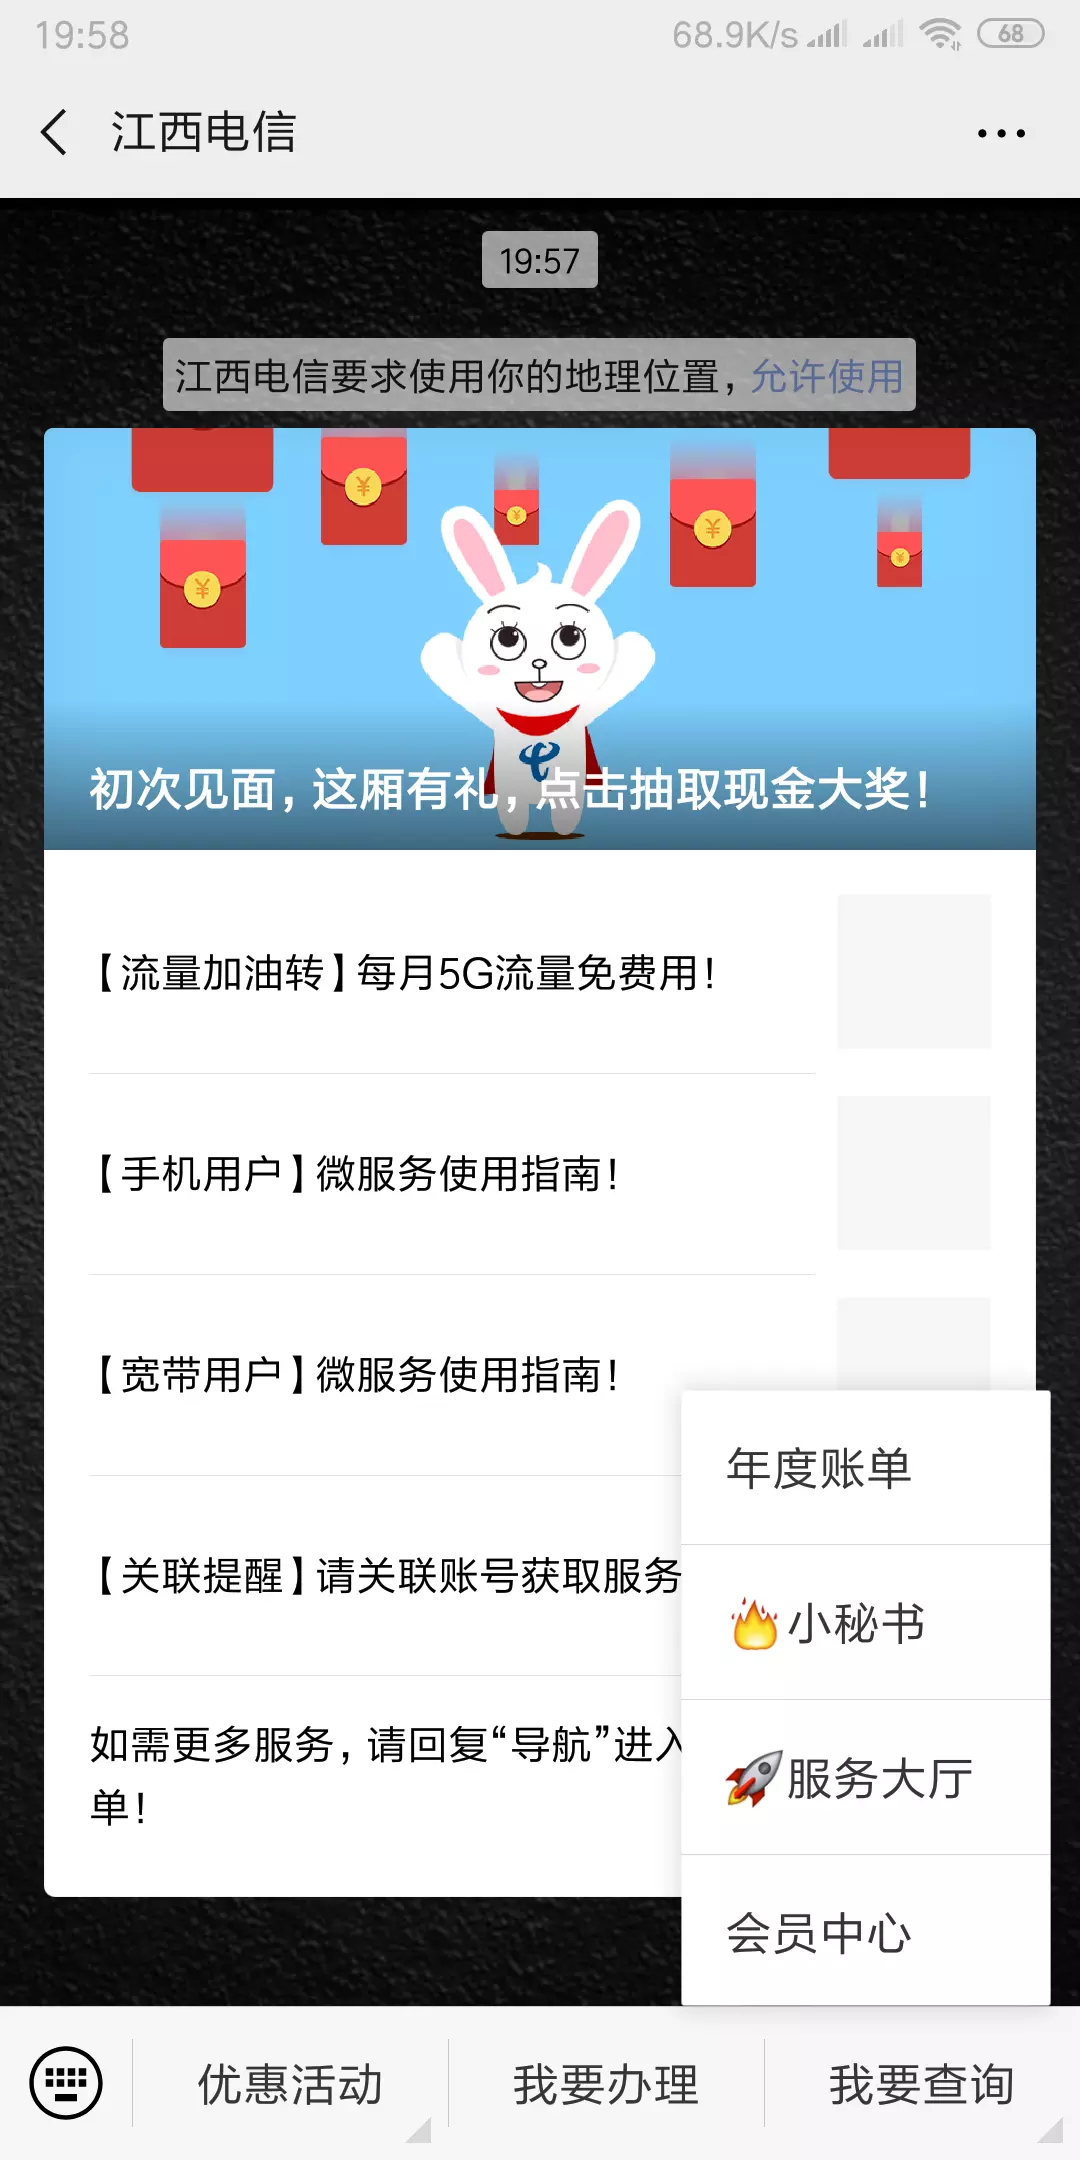 19:58
68.9K/s
68
江西电信
19:57
江西电信要求使用你的地理位置，允许使用
初次见面，这厢有礼，点击抽取现金大奖！
【流量加油转】每月5G流量免费用！
【手机用户】微服务使用指南！
【宽带用户】微服务使用指南！
【关联提醒】请关联账号获取服务
如需更多服务，请回复“导航”进入
单！
年度账单
小秘书
服务大厅
会员中心
优惠活动
我要办理
我要查询